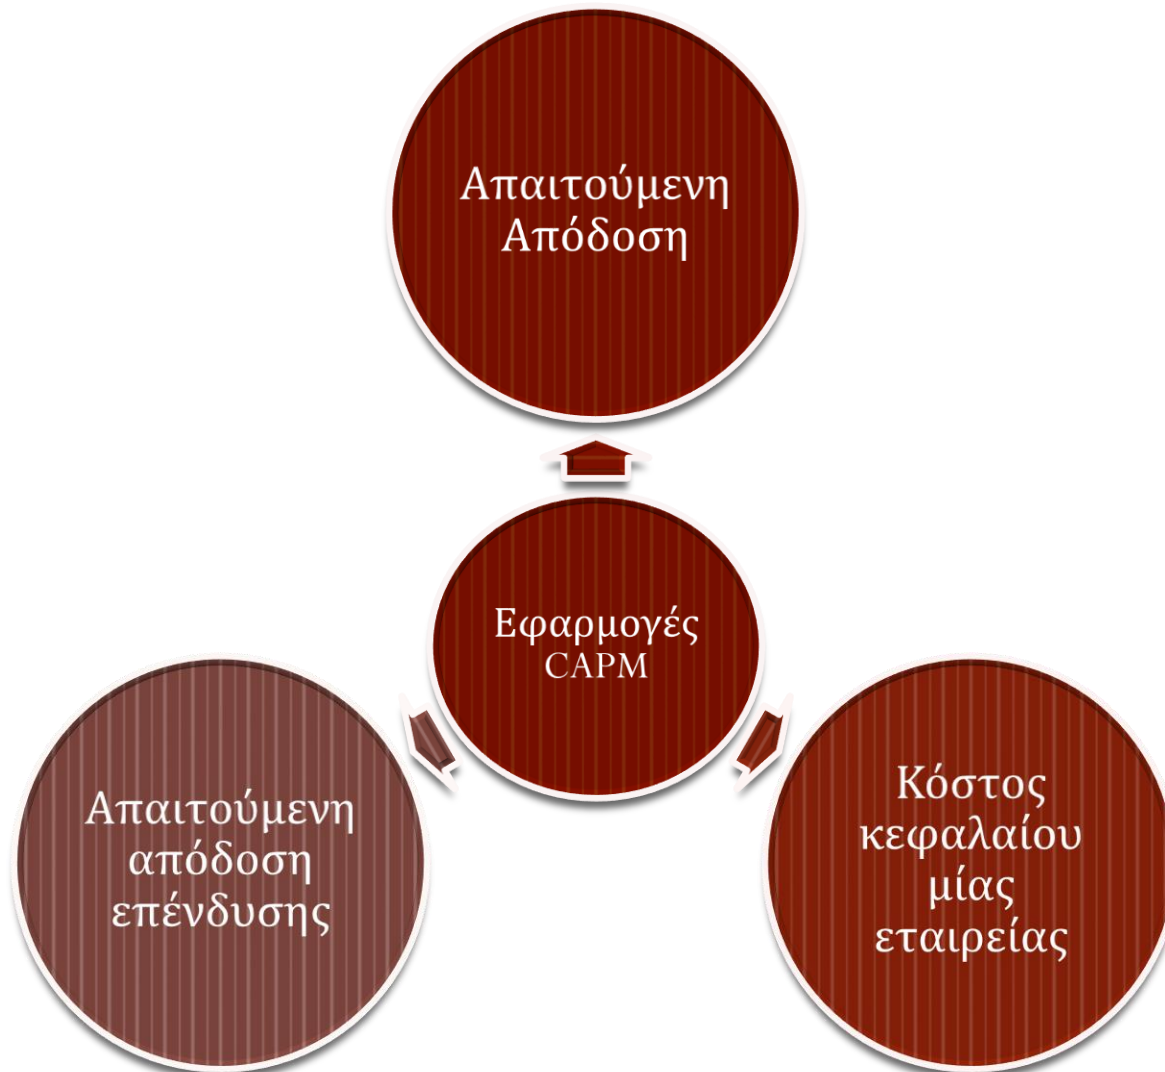 Απαιτούμενη
Απόδοση
Εφαρμογές
CAPM
Απαιτούμενη
απόδοση
επένδυσης
Κόστος
κεφαλαίου
μίας
εταιρείας